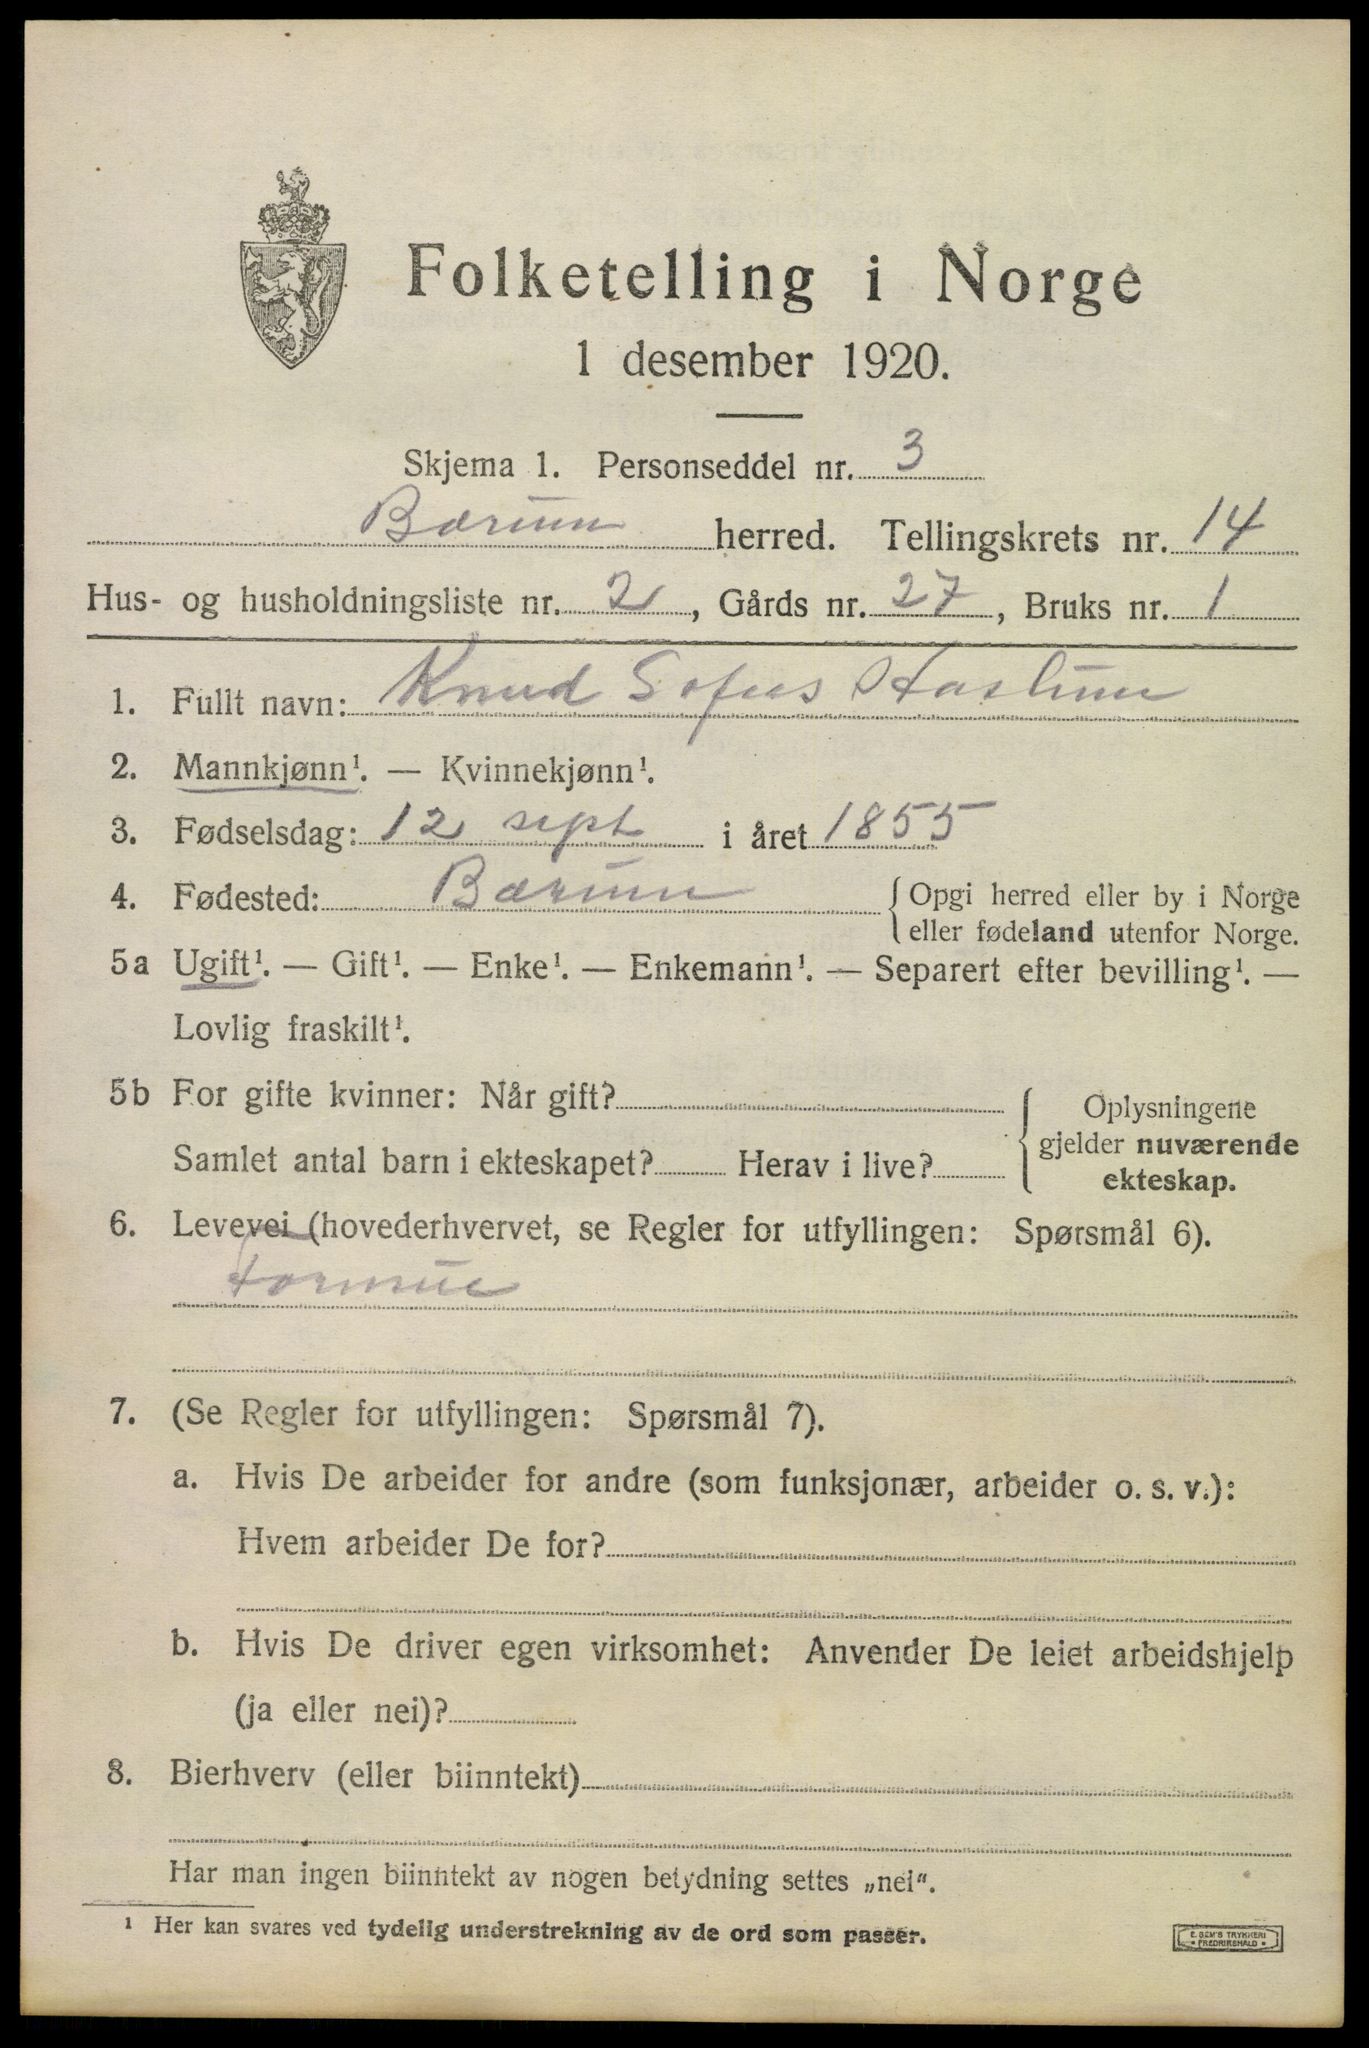 Folketelling i Norge
1 desember 1920.
Skjema 1. Personseddel nr. 3
Bærum herred. Tellingskrets nr. 14
Hus- og husholdningsliste nr. 2, Gårds nr. 27, Bruks nr. 1
1. Fullt navn: Knud Sofus Haslum
2. Mannkjønn¹. — Kvinnekjønn¹.
3. Fødselsdag: 12 sept i året 1855
4. Fødested: Bærum { Opgi herred eller by i Norge
eller fødeland utenfor Norge.
5a Ugift¹. — Gift¹. — Enke¹. — Enkemann¹. — Separert efter bevilling¹. —
Lovlig fraskilt¹.
5b For gifte kvinner: Når gift?
Samlet antal barn i ekteskapet? Herav i live?
{ Oplysningene
gjelder nuværende
ekteskap.
6. Levevei (hovederhvervet, se Regler for utfyllingen: Spørsmål 6).
Formue
7. (Se Regler for utfyllingen: Spørsmål 7).
a. Hvis De arbeider for andre (som funksjonær, arbeider o. s. v.):
Hvem arbeider De for?
b. Hvis De driver egen virksomhet: Anvender De leiet arbeidshjelp
(ja eller nei)?
8. Bierhverv (eller biinntekt)
Har man ingen biinntekt av nogen betydning settes „nei“.
¹ Her kan svares ved tydelig understrekning av de ord som passer.
E. SEM'S TRYKKERI
FREDRIKSHALD